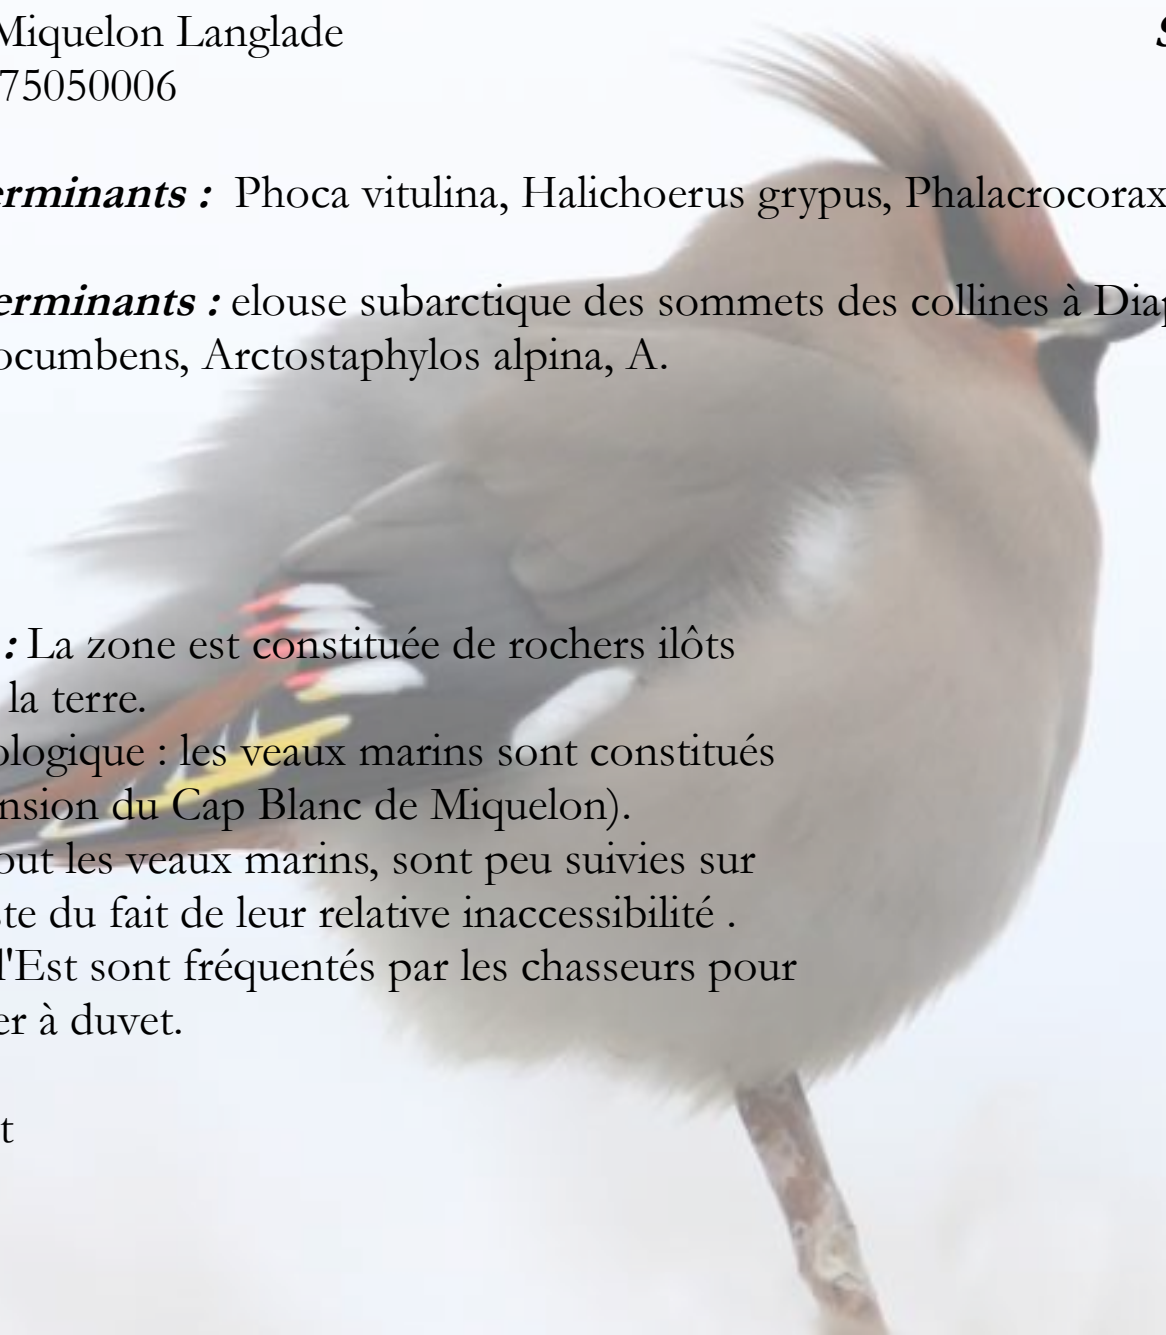 Miquelon Langlade S
75050006
erminants : Phoca vitulina, Halichoerus grypus, Phalacrocorax
erminants : elouse subarctique des sommets des collines à Diap
ocumbens, Arctostaphylos alpina, A.
: La zone est constituée de rochers ilôts
la terre.
ologique : les veaux marins sont constitués
nsion du Cap Blanc de Miquelon).
out les veaux marins, sont peu suivies sur
ste du fait de leur relative inaccessibilité .
l'Est sont fréquentés par les chasseurs pour
er à duvet.
t